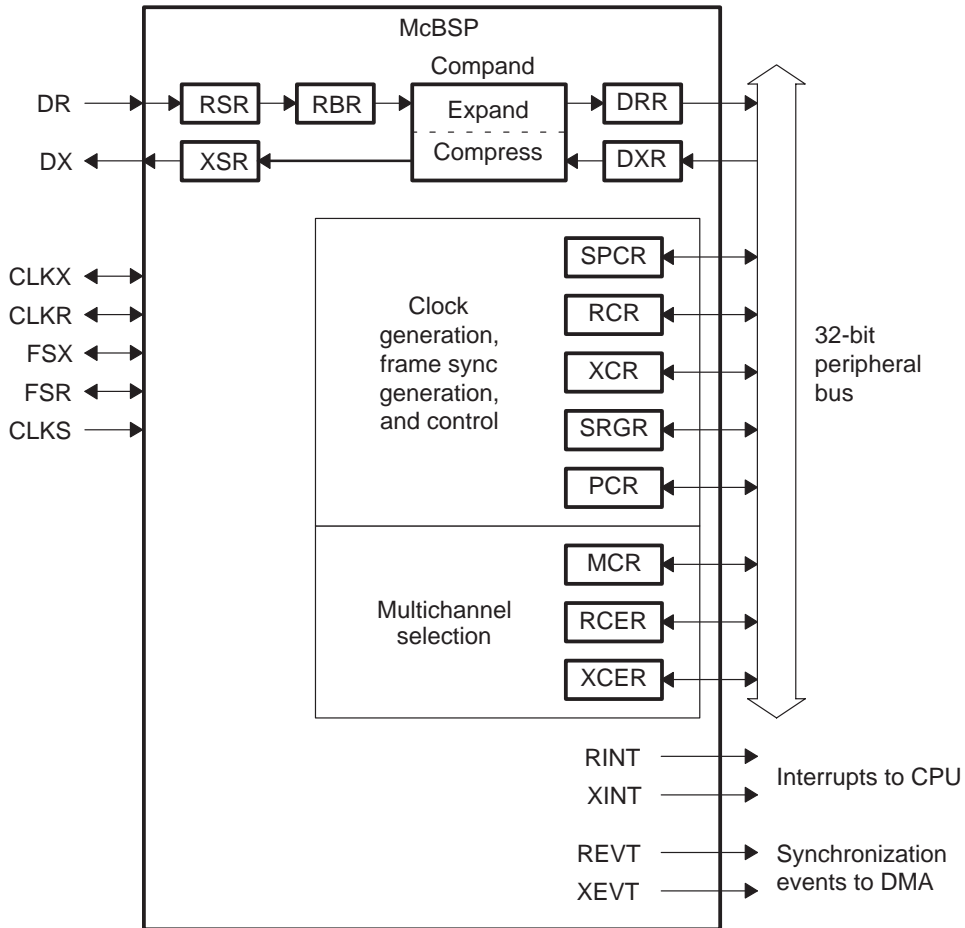 McBSP
Compand
DR
RSR
RBR
Expand
DRR
DX
XSR
Compress
DXR
SPCR
CLKX
CLKR
FSX
FSR
CLKS
Clock
generation,
frame sync
generation,
and control
RCR
XCR
SRGR
PCR
32-bit
peripheral
bus
Multichannel
selection
MCR
RCER
XCER
RINT
XINT
Interrupts to CPU
REVT
XEVT
Synchronization
events to DMA